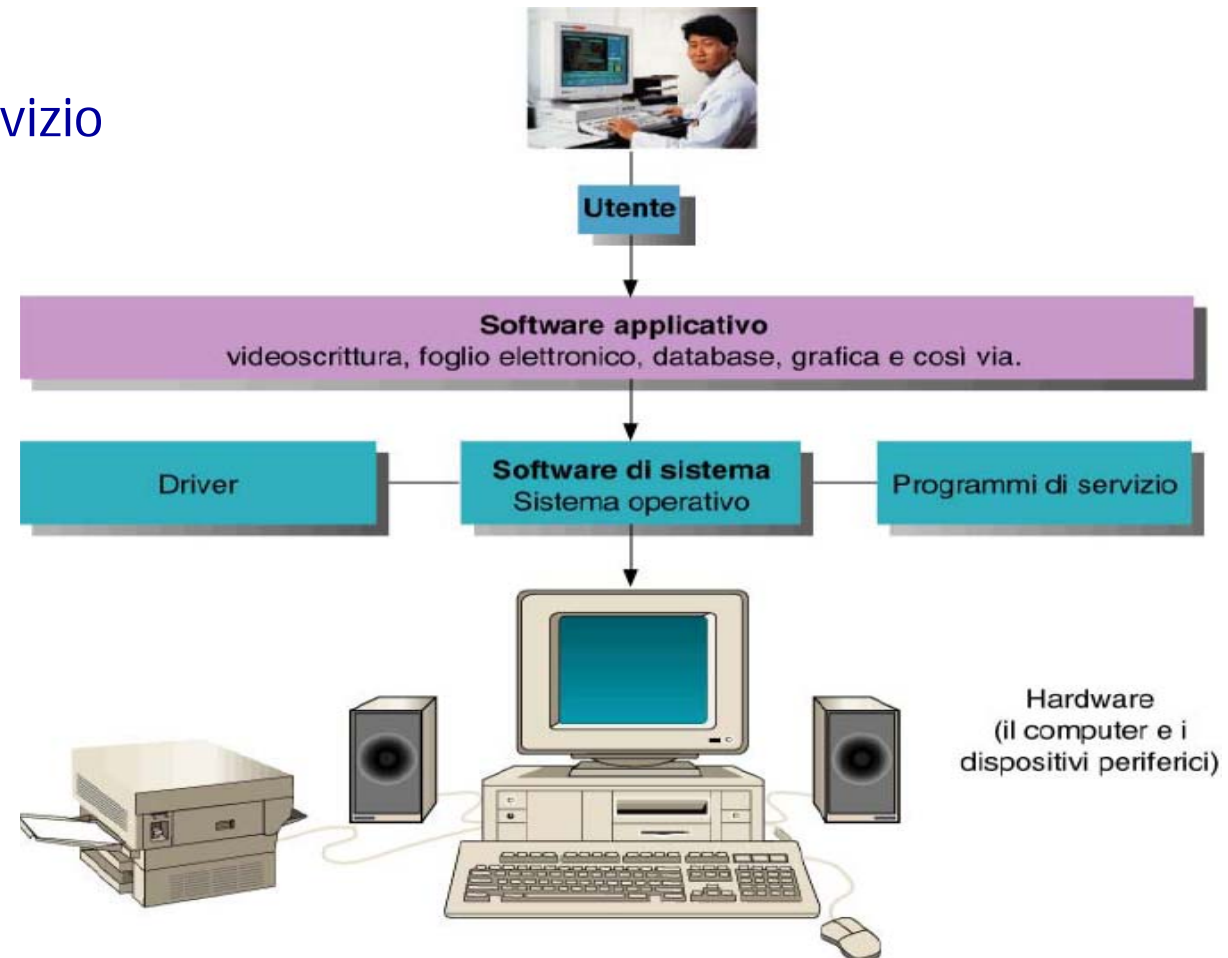 vizio
Utente
Software applicativo
videoscrittura, foglio elettronico, database, grafica e così via.
Driver
Software di sistema
Sistema operativo
Programmi di servizio
Hardware
(il computer e i
dispositivi periferici)